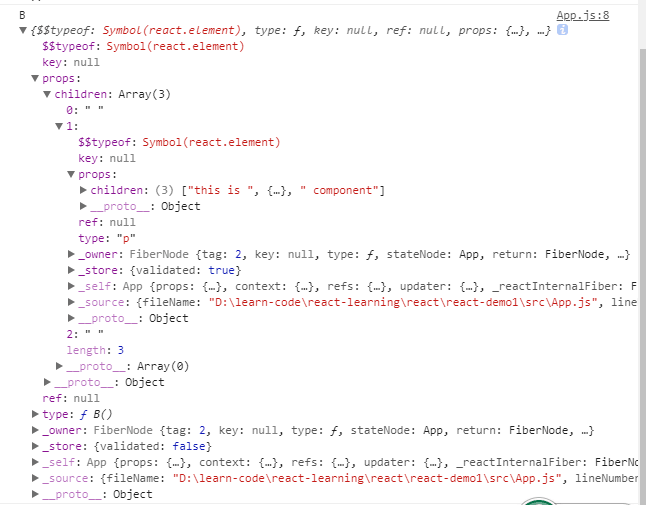 B App.js:8
▼{$$typeof: Symbol(react.element), type: ƒ, key: null, ref: null, props: {…}, …} i
$$typeof: Symbol(react.element)
key: null
▼props:
▼children: Array(3)
0: " "
▼1:
$$typeof: Symbol(react.element)
key: null
▼props:
▶children: (3) ["this is ", {…}, " component"]
▶__proto__: Object
ref: null
type: "p"
▶_owner: FiberNode {tag: 2, key: null, type: ƒ, stateNode: App, return: FiberNode, …}
▶_store: {validated: true}
▶_self: App {props: {…}, context: {…}, refs: {…}, updater: {…}, _reactInternalFiber: F
▶_source: {fileName: "D:\learn-code\react-learning\react\react-demo1\src\App.js", line
▶__proto__: Object
2: " "
length: 3
▶__proto__: Array(0)
▶__proto__: Object
ref: null
▶type: ƒ B()
▶_owner: FiberNode {tag: 2, key: null, type: ƒ, stateNode: App, return: FiberNode, …}
▶_store: {validated: false}
▶_self: App {props: {…}, context: {…}, refs: {…}, updater: {…}, _reactInternalFiber: FiberNo
▶_source: {fileName: "D:\learn-code\react-learning\react\react-demo1\src\App.js", lineNumber
▶__proto__: Object